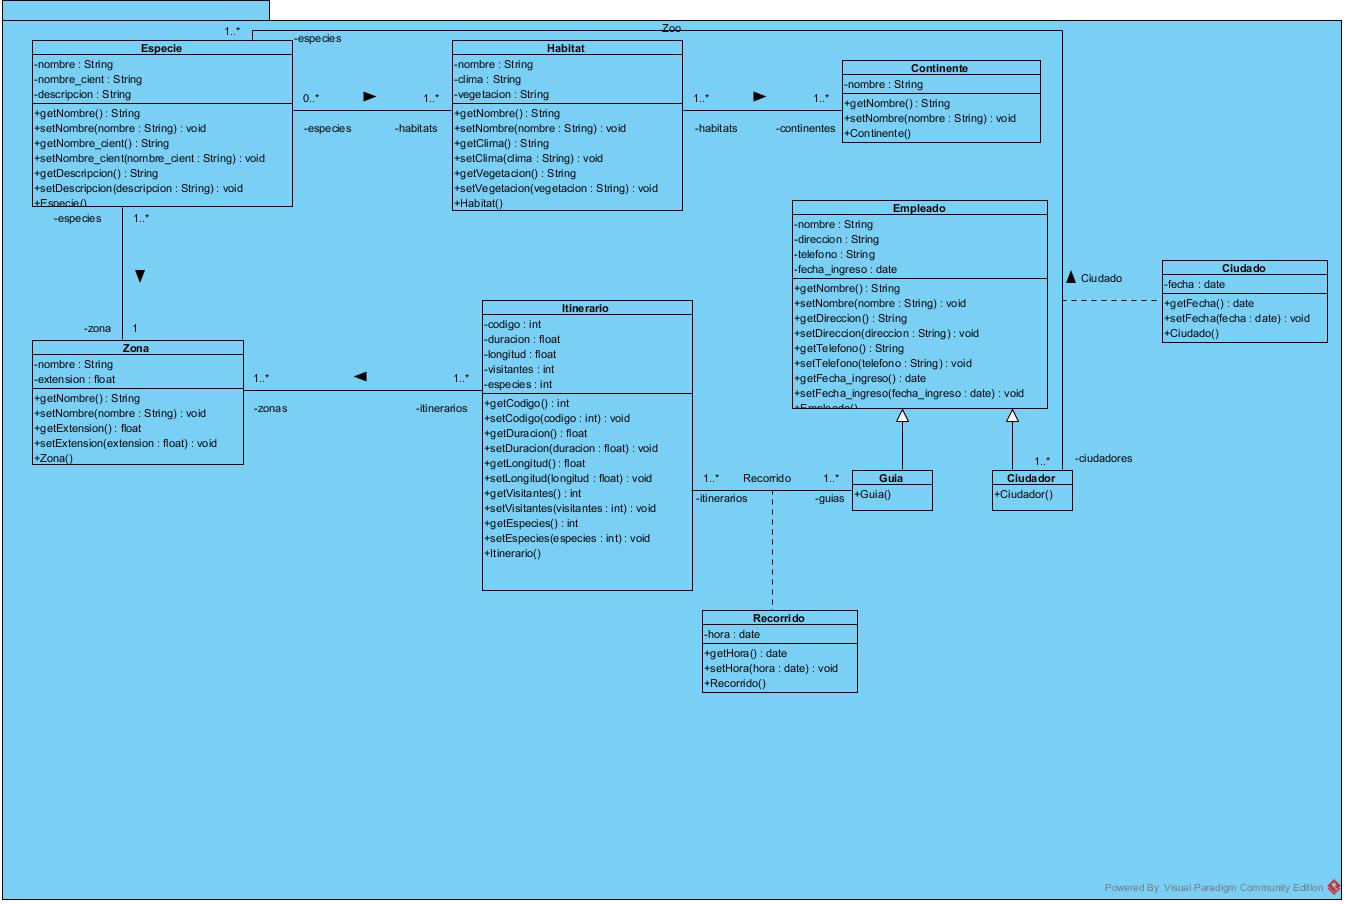 Zoo
1..*
-especies
Especie
-nombre : String
-nombre_cient : String
-descripcion : String
+getNombre() : String
+setNombre(nombre : String) : void
+getNombre_cient() : String
+setNombre_cient(nombre_cient : String) : void
+getDescripcion() : String
+setDescripcion(descripcion : String) : void
+Especie()
0..*
1..*
-especies
-habitats
Habitat
-nombre : String
-clima : String
-vegetacion : String
+getNombre() : String
+setNombre(nombre : String) : void
+getClima() : String
+setClima(clima : String) : void
+getVegetacion() : String
+setVegetacion(vegetacion : String) : void
+Habitat()
1..*
1..*
-habitats
-continentes
Continente
-nombre : String
+getNombre() : String
+setNombre(nombre : String) : void
+Continente()
-especies
1..*
-zona
1
Zona
-nombre : String
-extension : float
+getNombre() : String
+setNombre(nombre : String) : void
+getExtension() : float
+setExtension(extension : float) : void
+Zona()
1..*
1..*
-zonas
-itinerarios
Itinerario
-codigo : int
-duracion : float
-longitud : float
-visitantes : int
-especies : int
+getCodigo() : int
+setCodigo(codigo : int) : void
+getDuracion() : float
+setDuracion(duracion : float) : void
+getLongitud() : float
+setLongitud(longitud : float) : void
+getVisitantes() : int
+setVisitantes(visitantes : int) : void
+getEspecies() : int
+setEspecies(especies : int) : void
+Itinerario()
Empleado
-nombre : String
-direccion : String
-telefono : String
-fecha_ingreso : date
+getNombre() : String
+setNombre(nombre : String) : void
+getDireccion() : String
+setDireccion(direccion : String) : void
+getTelefono() : String
+setTelefono(telefono : String) : void
+getFecha_ingreso() : date
+setFecha_ingreso(fecha_ingreso : date) : void
+Empleado()
Ciudado
Ciudado
-fecha : date
+getFecha() : date
+setFecha(fecha : date) : void
+Ciudado()
1..*
-ciudadores
1..*
Recorrido
1..*
-itinerarios
-guias
Guia
+Guia()
Ciudador
+Ciudador()
Recorrido
-hora : date
+getHora() : date
+setHora(hora : date) : void
+Recorrido()
Powered By Visual Paradigm Community Edition